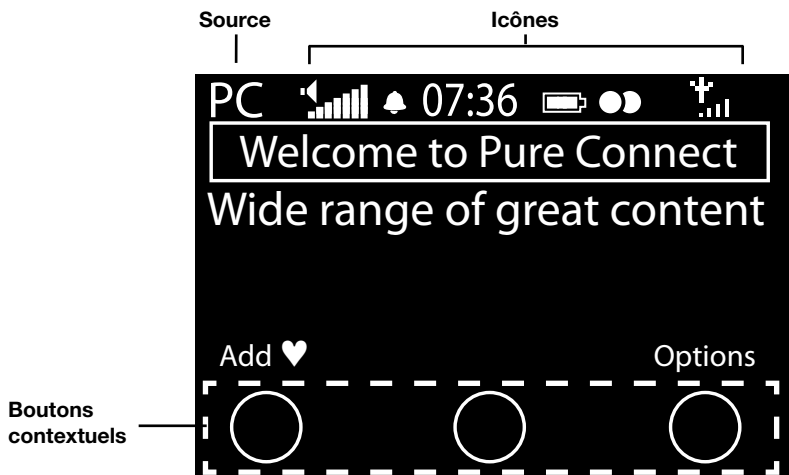 Source Icônes
PC 07:36
Welcome to Pure Connect
Wide range of great content
Add ♥ Options
Boutons
contextuels